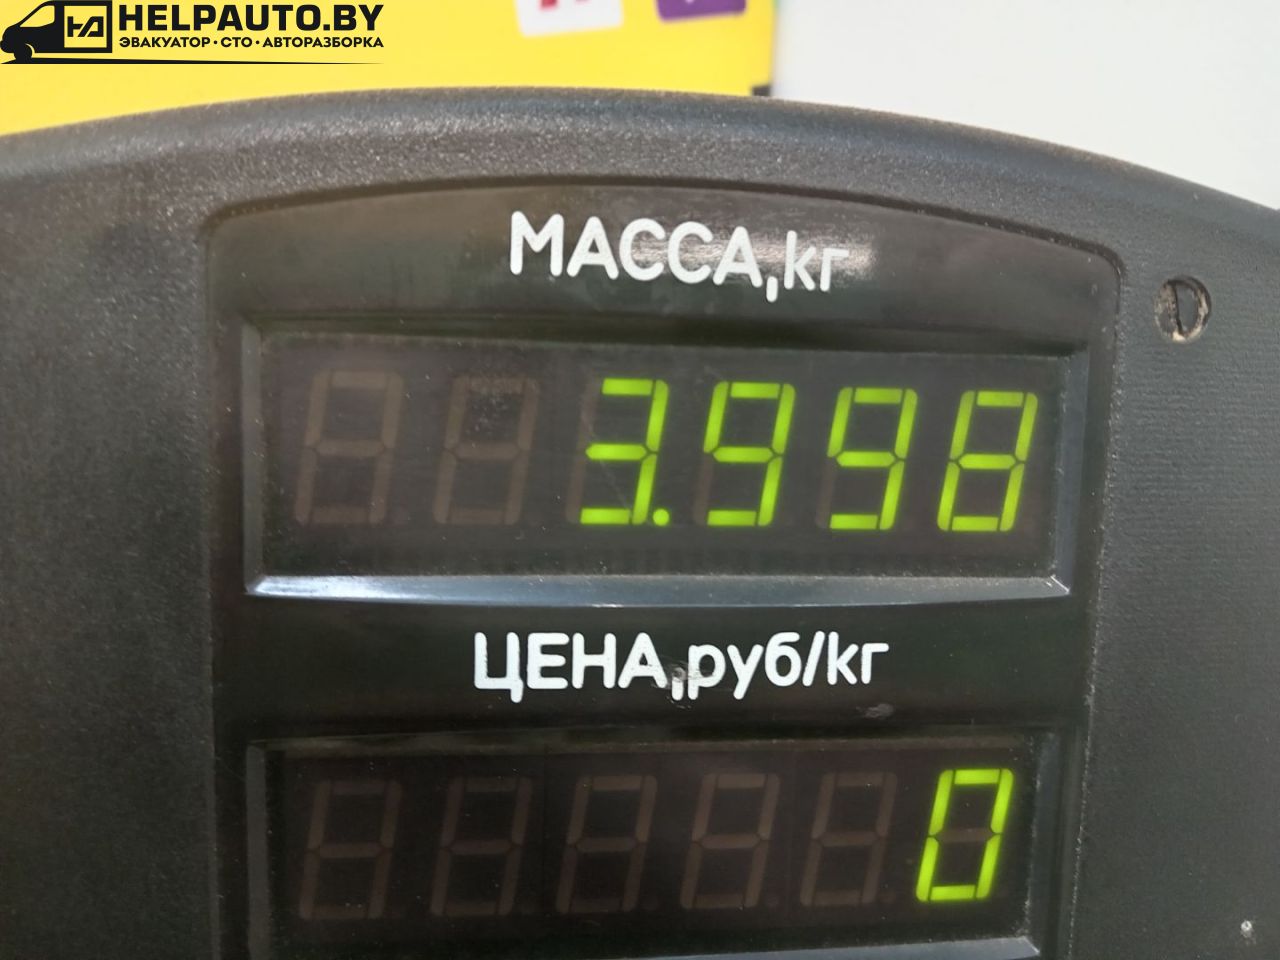 HELPAUTO.BY
ЭВАКУАТОР · СТО · АВТОРАЗБОРКА
МАССА,кг
3.998
ЦЕНА,руб/кг
0